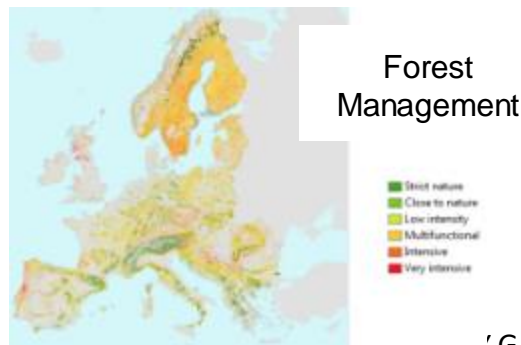 Forest
Management
Strict nature
Close to nature
Low intensity
Multifunctional
Intensive
Very intensive
G